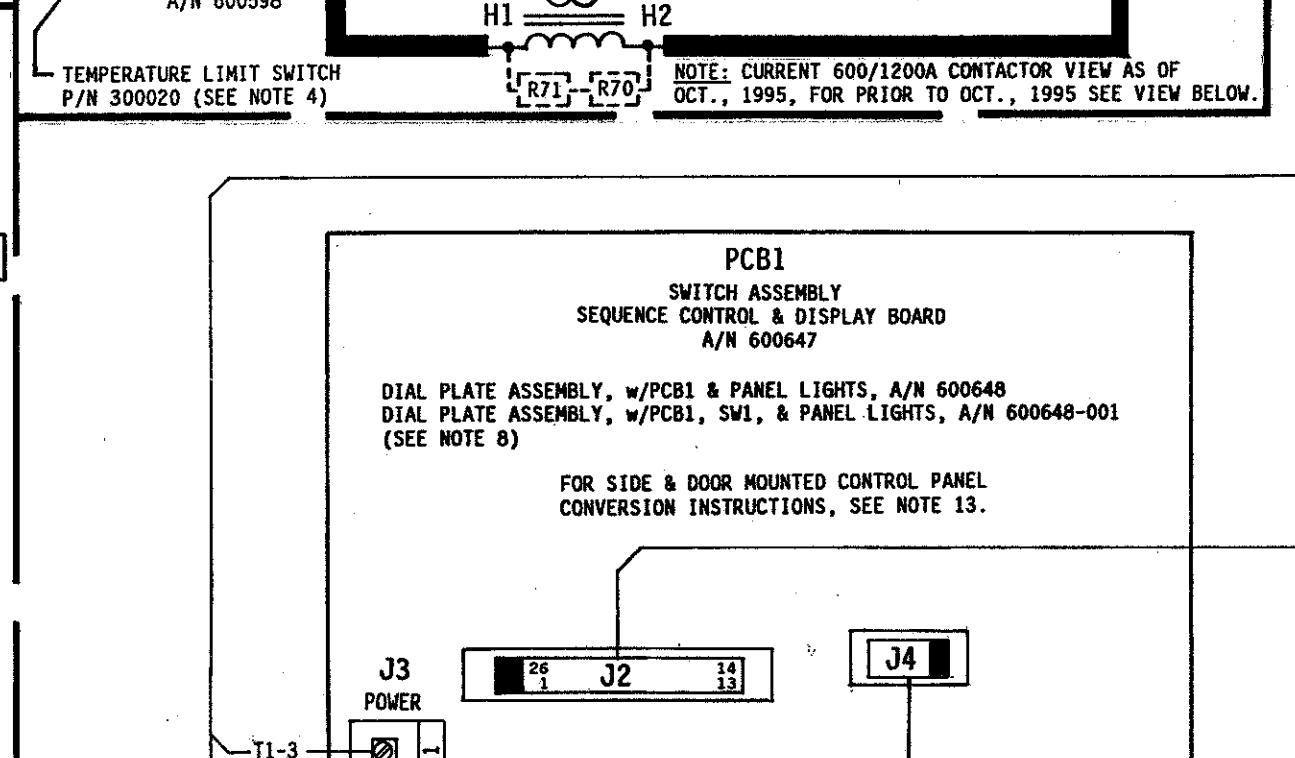 A/N 600598
H1 H2
TEMPERATURE LIMIT SWITCH
P/N 300020 (SEE NOTE 4)
R71 R70
NOTE: CURRENT 600/1200A CONTACTOR VIEW AS OF
OCT., 1995, FOR PRIOR TO OCT., 1995 SEE VIEW BELOW.
PCB1
SWITCH ASSEMBLY
SEQUENCE CONTROL & DISPLAY BOARD
A/N 600647
DIAL PLATE ASSEMBLY, w/PCB1 & PANEL LIGHTS, A/N 600648
DIAL PLATE ASSEMBLY, w/PCB1, SW1, & PANEL LIGHTS, A/N 600648-001
(SEE NOTE 8)
FOR SIDE & DOOR MOUNTED CONTROL PANEL
CONVERSION INSTRUCTIONS, SEE NOTE 13.
J3
POWER
26 14
J2
1 13
J4
T1-3
1